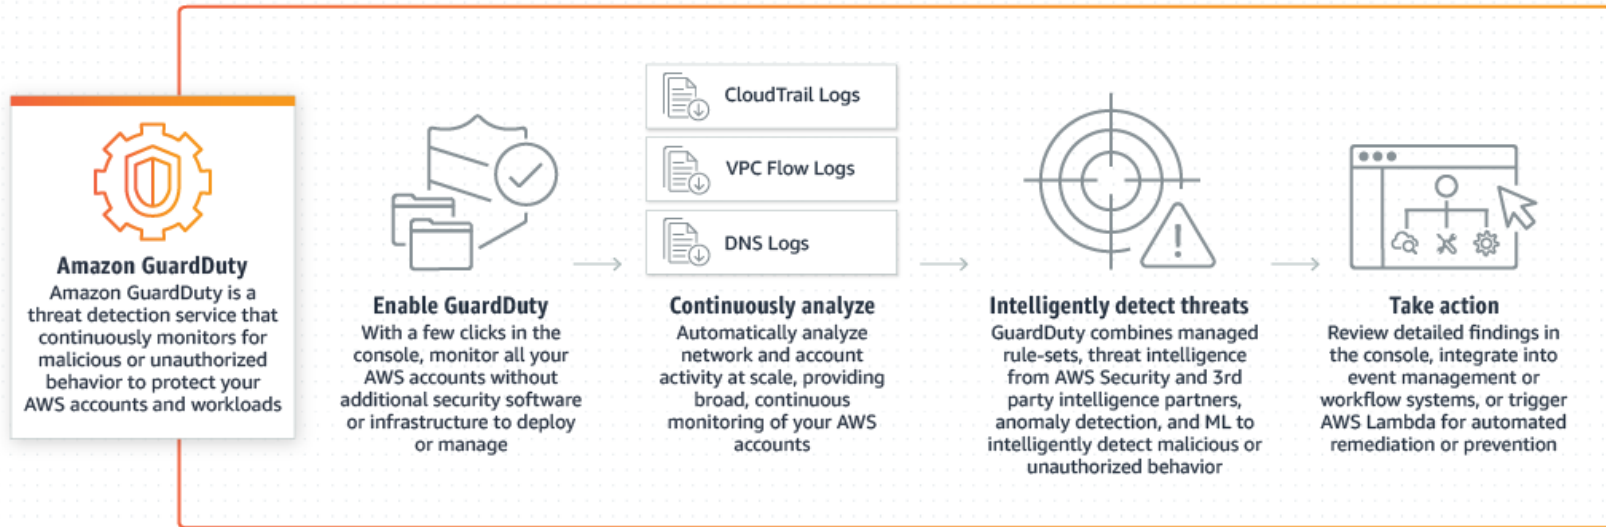 Amazon GuardDuty
Amazon GuardDuty is a
threat detection service that
continuously monitors for
malicious or unauthorized
behavior to protect your
AWS accounts and workloads
Enable GuardDuty
With a few clicks in the
console, monitor all your
AWS accounts without
additional security software
or infrastructure to deploy
or manage
CloudTrail Logs
VPC Flow Logs
DNS Logs
Continuously analyze
Automatically analyze
network and account
activity at scale, providing
broad, continuous
monitoring of your AWS
accounts
Intelligently detect threats
GuardDuty combines managed
rule-sets, threat intelligence
from AWS Security and 3rd
party intelligence partners,
anomaly detection, and ML to
intelligently detect malicious or
unauthorized behavior
Take action
Review detailed findings in
the console, integrate into
event management or
workflow systems, or trigger
AWS Lambda for automated
remediation or prevention